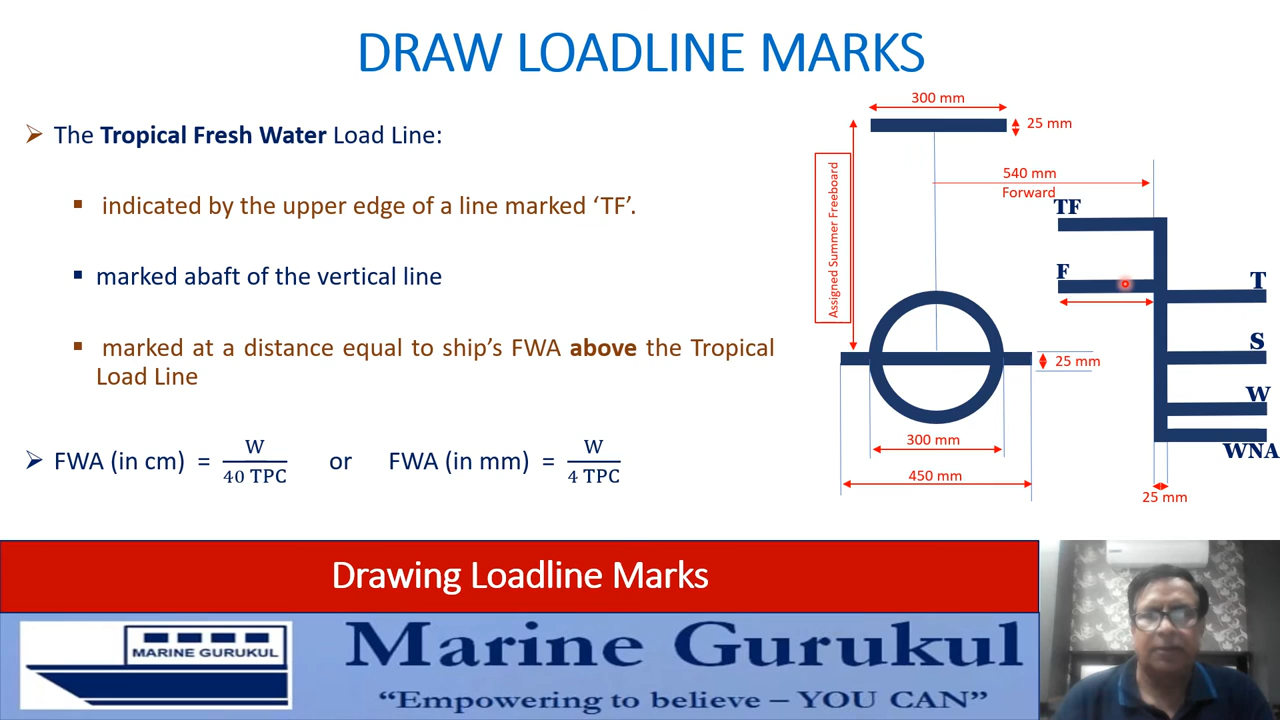 DRAW LOADLINE MARKS
➢ The Tropical Fresh Water Load Line:
▪ indicated by the upper edge of a line marked ‘TF’.
▪ marked abaft of the vertical line
▪ marked at a distance equal to ship’s FWA above the Tropical
Load Line
➢ FWA (in cm) = W / 40 TPC or FWA (in mm) = W / 4 TPC
300 mm
25 mm
Assigned Summer Freeboard
540 mm
Forward
TF
F
T
S
25 mm
W
300 mm
WNA
450 mm
25 mm
Drawing Loadline Marks
MARINE GURUKUL
Marine Gurukul
“Empowering to believe – YOU CAN”